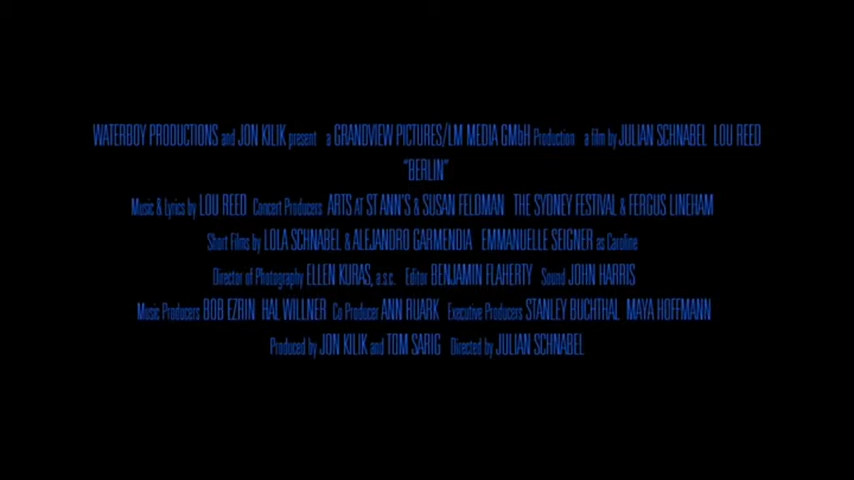 WATERBOY PRODUCTIONS and JON KILIK present a GRANDVIEW PICTURES/LM MEDIA GMbH Production a film by JULIAN SCHNABEL LOU REED
"BERLIN"
Music & Lyrics by LOU REED Concert Producers ARTS AT ST ANN'S & SUSAN FELDMAN THE SYDNEY FESTIVAL & FERGUS LINEHAM
Short Films by LOLA SCHNABEL & ALEJANDRO GARMENDIA EMMANUELLE SEIGNER as Caroline
Director of Photography ELLEN KURAS, a.s.c. Editor BENJAMIN FLAHERTY Sound JOHN HARRIS
Music Producers BOB EZRIN HAL WILLNER Co Producer ANN RUARK Executive Producers STANLEY BUCHTHAL MAYA HOFFMANN
Produced by JON KILIK and TOM SARIG Directed by JULIAN SCHNABEL